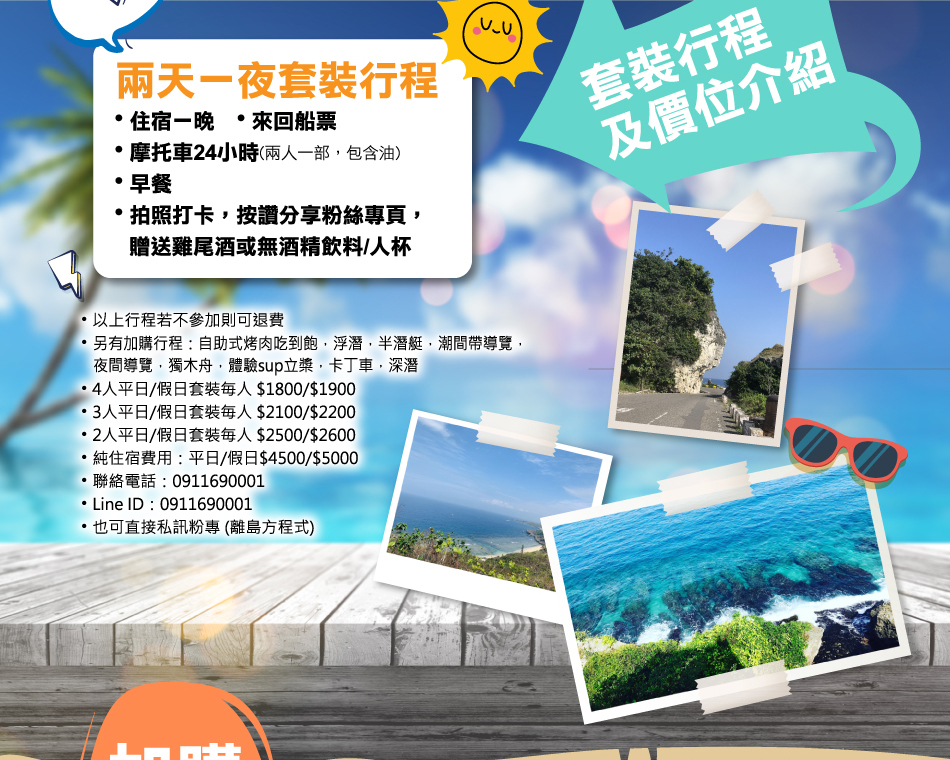 套裝行程
及價位介紹
兩天一夜套裝行程
•住宿一晚 •來回船票
•摩托車24小時(兩人一部，包含油)
•早餐
•拍照打卡，按讚分享粉絲專頁，
贈送雞尾酒或無酒精飲料/人杯
•以上行程若不參加則可退費
•另有加購行程：自助式烤肉吃到飽，浮潛，半潛艇，潮間帶導覽，
夜間導覽，獨木舟，體驗sup立槳，卡丁車，深潛
•4人平日/假日套裝每人 $1800/$1900
•3人平日/假日套裝每人 $2100/$2200
•2人平日/假日套裝每人 $2500/$2600
•純住宿費用：平日/假日$4500/$5000
•聯絡電話：0911690001
•Line ID：0911690001
•也可直接私訊粉專 (離島方程式)
加購